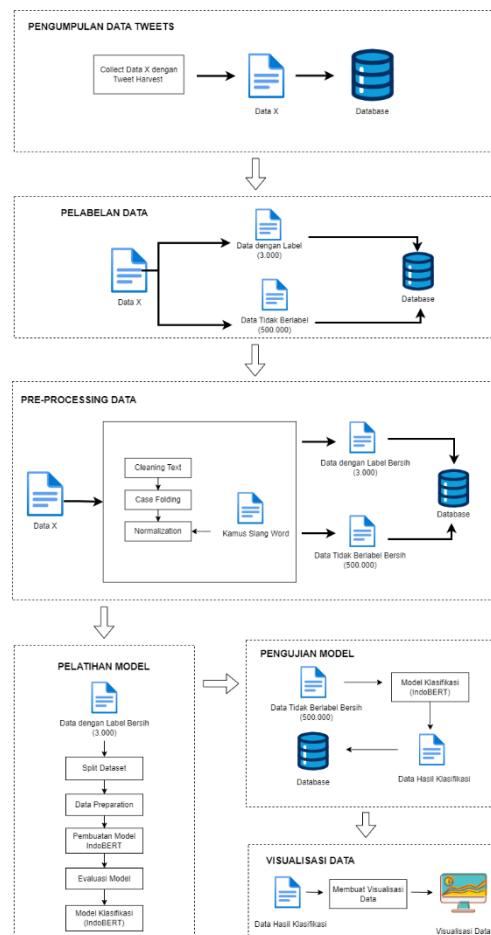 PENGUMPULAN DATA TWEETS
Collect Data X dengan
Tweet Harvest
Data X
Database
PELABELAN DATA
Data X
Data dengan Label
(3.000)
Data Tidak Berlabel
(500.000)
Database
PRE-PROCESSING DATA
Data X
Cleaning Text
Case Folding
Normalization
Kamus Slang Word
Data dengan Label Bersih
(3.000)
Data Tidak Berlabel Bersih
(500.000)
Database
PELATIHAN MODEL
Data dengan Label Bersih
(3.000)
Split Dataset
Data Preparation
Pembuatan Model
IndoBERT
Evaluasi Model
Model Klasifikasi
(IndoBERT)
PENGUJIAN MODEL
Data Tidak Berlabel Bersih
(500.000)
Model Klasifikasi
(IndoBERT)
Data Hasil Klasifikasi
Database
VISUALISASI DATA
Data Hasil Klasifikasi
Membuat Visualisasi
Data
Visualisasi Data